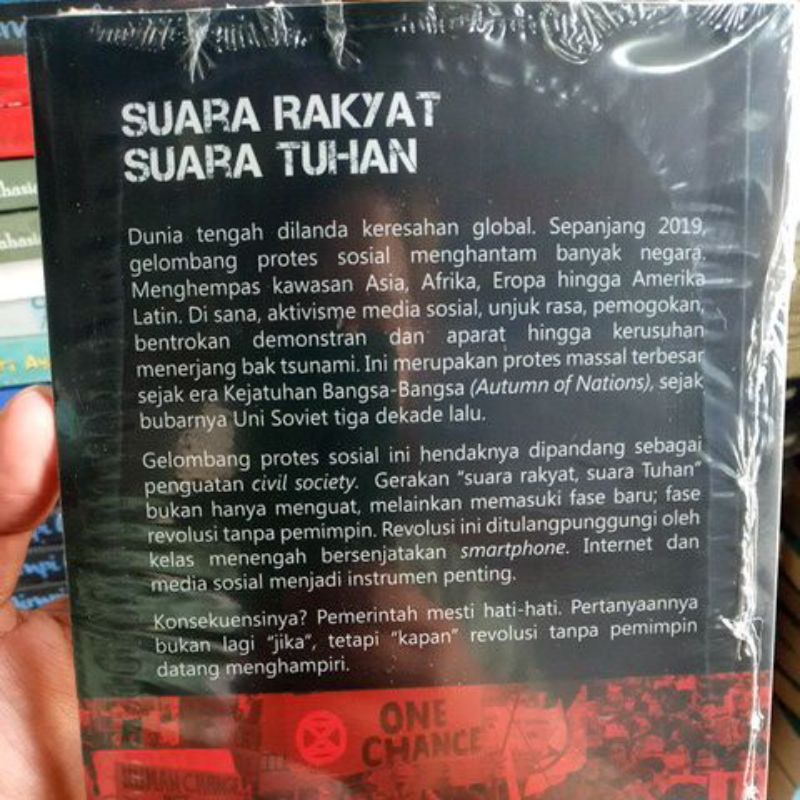 SUARA RAKYAT
SUARA TUHAN
Dunia tengah dilanda keresahan global. Sepanjang 2019,
gelombang protes sosial menghantam banyak negara.
Menghempas kawasan Asia, Afrika, Eropa hingga Amerika
Latin. Di sana, aktivisme media sosial, unjuk rasa, pemogokan,
bentrokan demonstran dan aparat hingga kerusuhan
menerjang bak tsunami. Ini merupakan protes massal terbesar
sejak era Kejatuhan Bangsa-Bangsa (Autumn of Nations), sejak
bubarnya Uni Soviet tiga dekade lalu.
Gelombang protes sosial ini hendaknya dipandang sebagai
penguatan civil society. Gerakan "suara rakyat, suara Tuhan"
bukan hanya menguat, melainkan memasuki fase baru; fase
revolusi tanpa pemimpin. Revolusi ini ditulangpunggungi oleh
kelas menengah bersenjatakan smartphone. Internet dan
media sosial menjadi instrumen penting.
Konsekuensinya? Pemerintah mesti hati-hati. Pertanyaannya
bukan lagi "jika", tetapi "kapan" revolusi tanpa pemimpin
datang menghampiri.
ONE
CHANCE